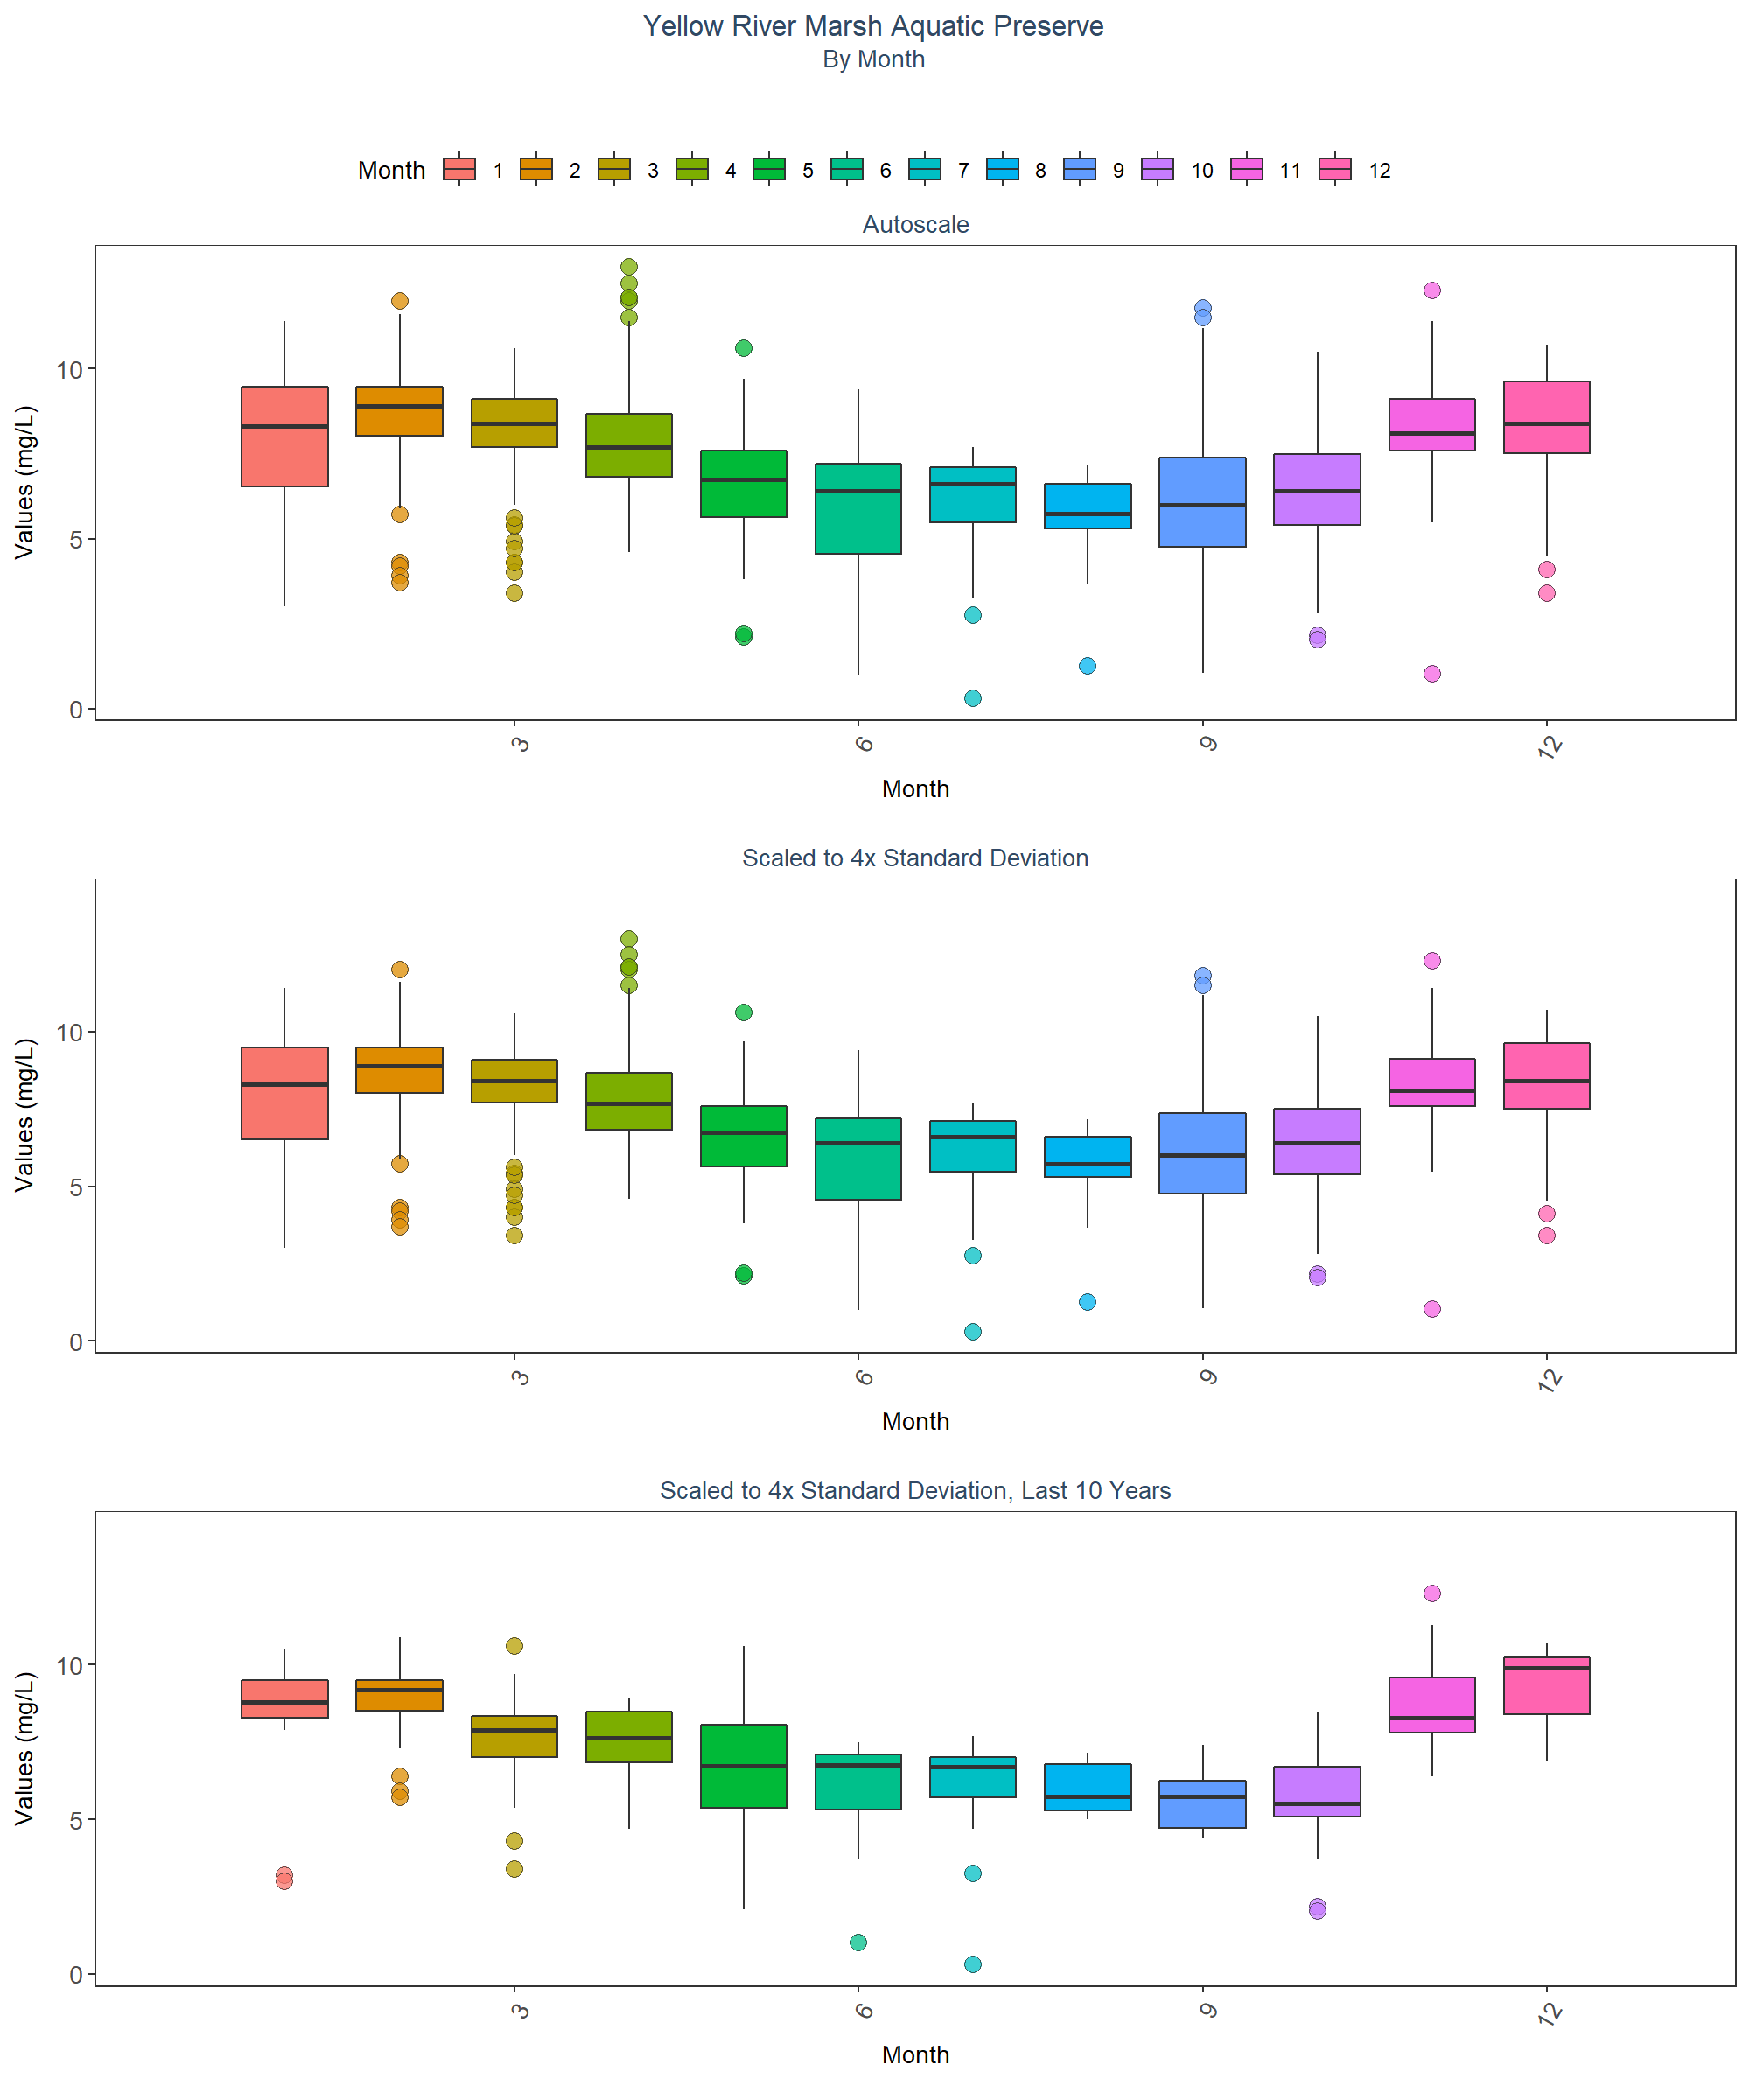 Yellow River Marsh Aquatic Preserve
By Month
Month 1 2 3 4 5 6 7 8 9 10 11 12
Autoscale
Values (mg/L)
10
5
0
3 6 9 12
Month
Scaled to 4x Standard Deviation
Values (mg/L)
10
5
0
3 6 9 12
Month
Scaled to 4x Standard Deviation, Last 10 Years
Values (mg/L)
10
5
0
3 6 9 12
Month